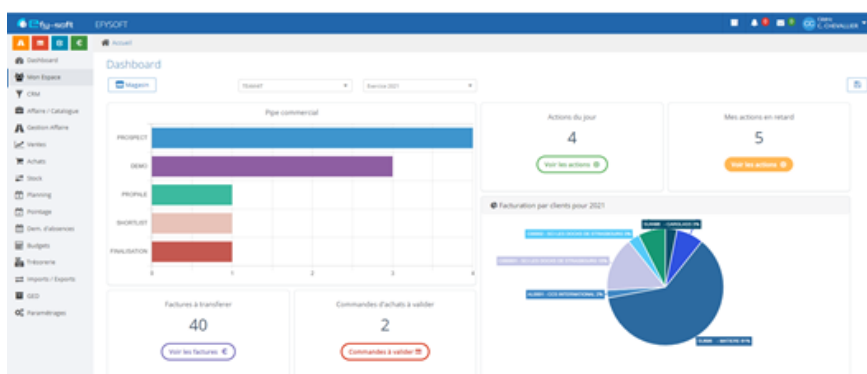 Efy-soft
EFYSOFT
C. CHEVALLIER
Accueil
Dashboard
Mon Espace
CRM
Affaire / Catalogue
Gestion Affaire
Ventes
Achats
Stock
Planning
Pointage
Dem. d'absences
Budgets
Trésorerie
Imports / Exports
GED
Paramétrages
Dashboard
Magasin
Exercice 2021
Pipe commercial
PROSPECT
DEMO
PROPALE
SHORTLIST
FINALISATION
0 1 2 3 4
Actions du jour
4
Voir les actions
Mes actions en retard
5
Voir les actions
Facturation par clients pour 2021
Factures à transferer
40
Voir les factures €
Commandes d'achats à valider
2
Commandes à valider